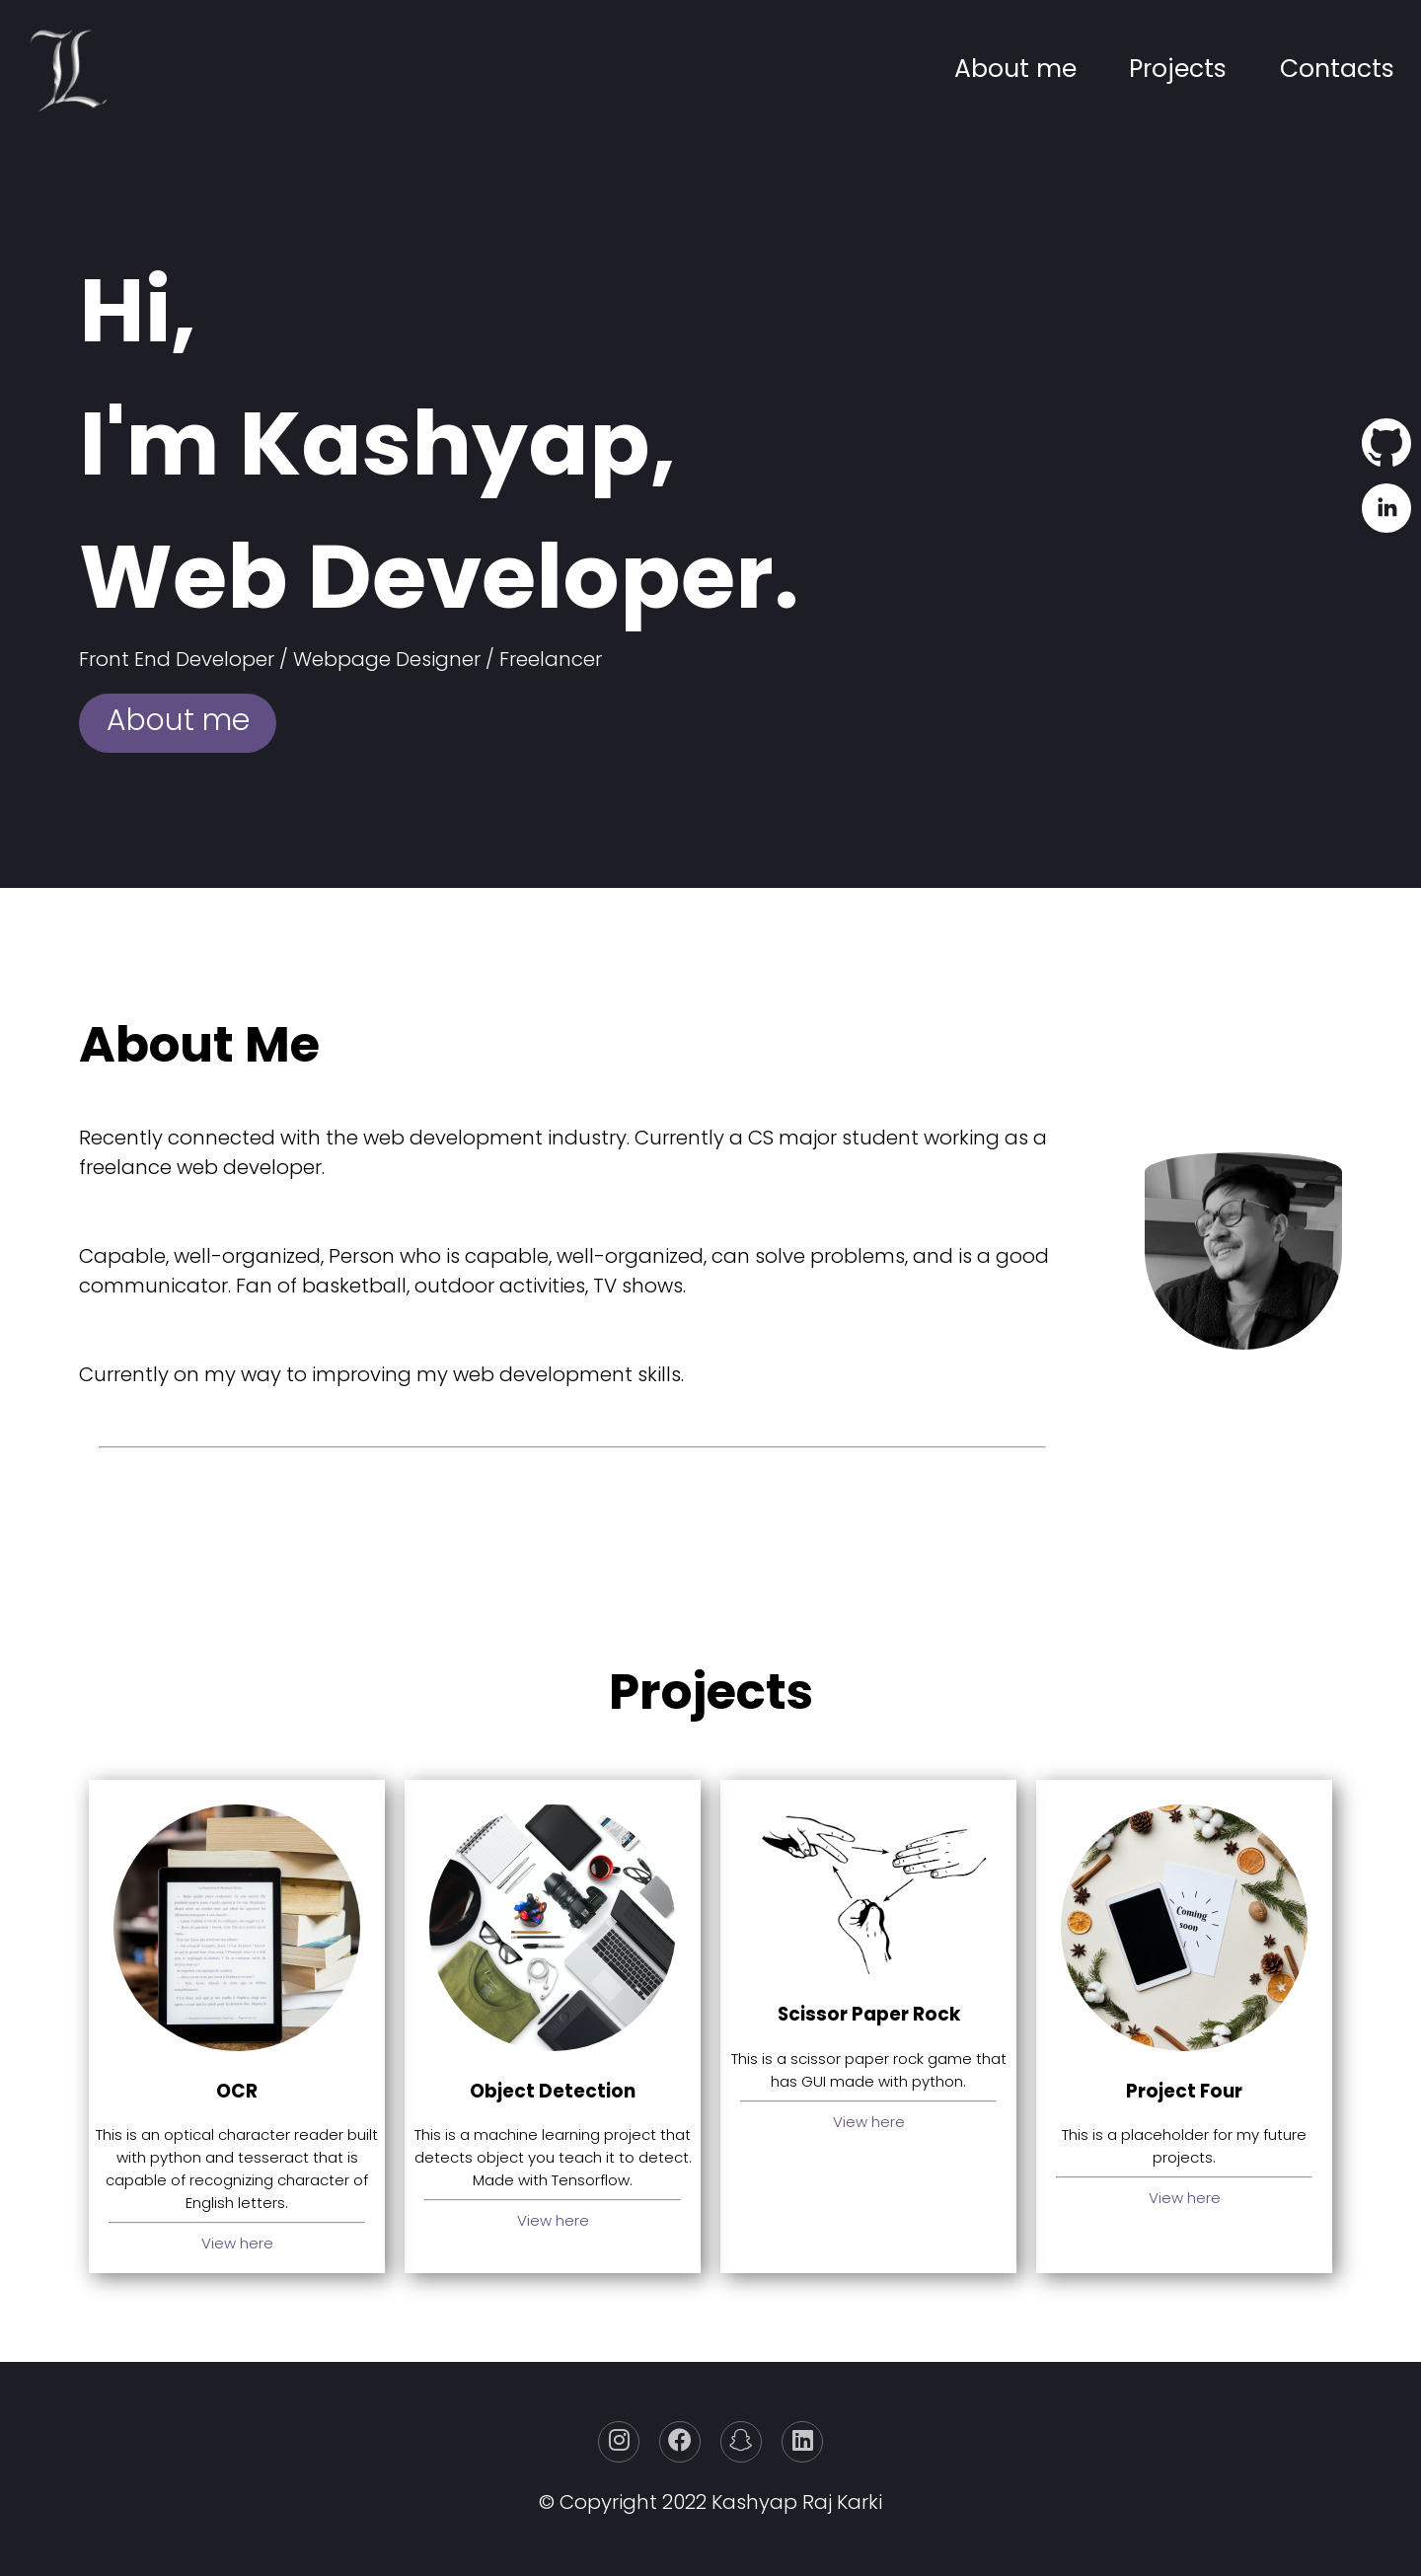 L
About me
Projects
Contacts
Hi,
I'm Kashyap,
Web Developer.
in
Front End Developer / Webpage Designer / Freelancer
About me
About Me
Recently connected with the web development industry. Currently a CS major student working as a
freelance web developer.
Capable, well-organized, Person who is capable, well-organized, can solve problems, and is a good
communicator. Fan of basketball, outdoor activities, TV shows.
Currently on my way to improving my web development skills.
Projects
Coming
soon
OCR
This is an optical character reader built
with python and tesseract that is
capable of recognizing character of
English letters.
View here
Object Detection
This is a machine learning project that
detects object you teach it to detect.
Made with Tensorflow.
View here
Scissor Paper Rock
This is a scissor paper rock game that
has GUI made with python.
View here
Project Four
This is a placeholder for my future
projects.
View here
© Copyright 2022 Kashyap Raj Karki